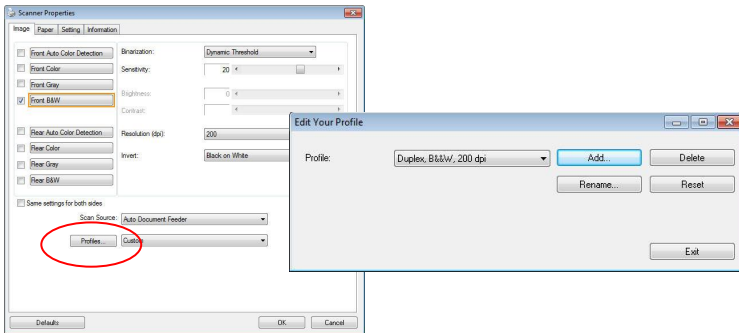 Scanner Properties
Image Paper Setting Information
Front Auto Color Detection
Front Color
Front Gray
Front B&W
Rear Auto Color Detection
Rear Color
Rear Gray
Rear B&W
Binarization: Dynamic Threshold
Sensitivity: 20
Brightness: 0
Contrast:
Resolution (dpi): 200
Invert: Black on White
Same settings for both sides
Scan Source: Auto Document Feeder
Profiles... Custom
Defaults OK Cancel
Edit Your Profile
Profile: Duplex, B&&W, 200 dpi Add... Delete
Rename... Reset
Exit